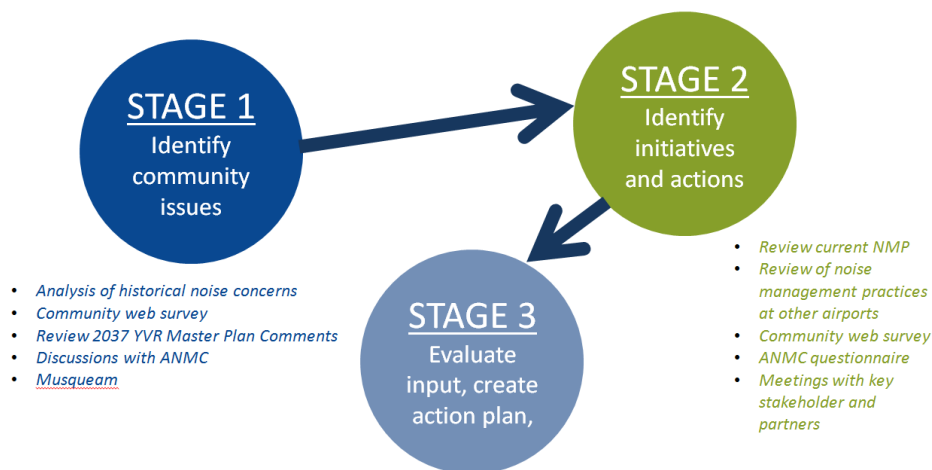 STAGE 1
Identify
community
issues
STAGE 2
Identify
initiatives
and actions
• Analysis of historical noise concerns
• Community web survey
• Review 2037 YVR Master Plan Comments
• Discussions with ANMC
• Musqueam
• Review current NMP
• Review of noise
management practices
at other airports
• Community web survey
• ANMC questionnaire
• Meetings with key
stakeholder and
partners
STAGE 3
Evaluate
input, create
action plan,